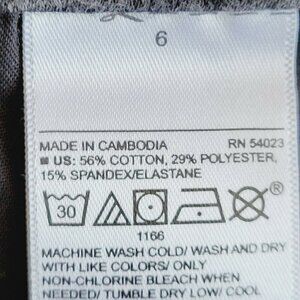 6
MADE IN CAMBODIA RN 54023
US: 56% COTTON, 29% POLYESTER,
15% SPANDEX/ELASTANE
30 ®
1166
MACHINE WASH COLD/ WASH AND DRY
WITH LIKE COLORS/ ONLY
NON-CHLORINE BLEACH WHEN
NEEDED/ TUMBLE DRY LOW/ COOL